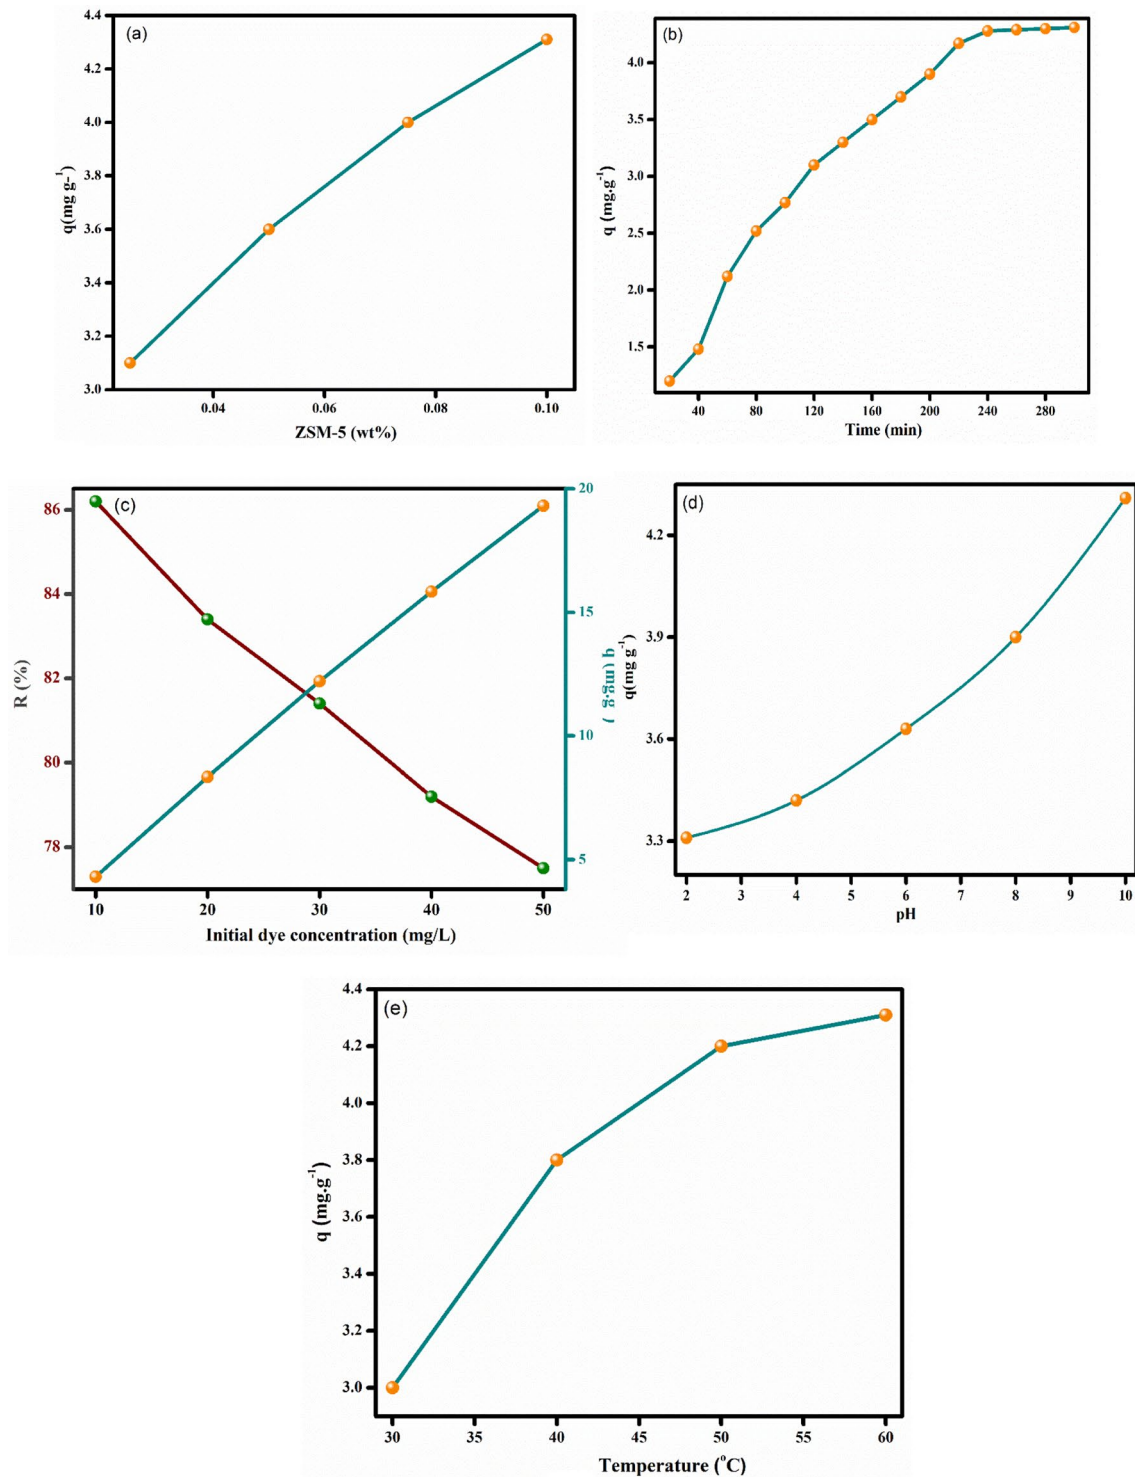 (a)
4.4
4.2
4.0
3.8
3.6
3.4
3.2
3.0
q(mg g-¹)
0.04 0.06 0.08 0.10
ZSM-5 (wt%)
(b)
4.0
3.5
3.0
2.5
2.0
1.5
q (mg.g⁻¹)
40 80 120 160 200 240 280
Time (min)
(c)
86
84
82
80
78
R (%)
20
15
10
5
q (mg.g )
10 20 30 40 50
Initial dye concentration (mg/L)
(d)
4.2
3.9
3.6
3.3
q(mg g⁻¹)
2 3 4 5 6 7 8 9 10
pH
(e)
4.4
4.2
4.0
3.8
3.6
3.4
3.2
3.0
q (mg.g⁻¹)
30 35 40 45 50 55 60
Temperature (°C)